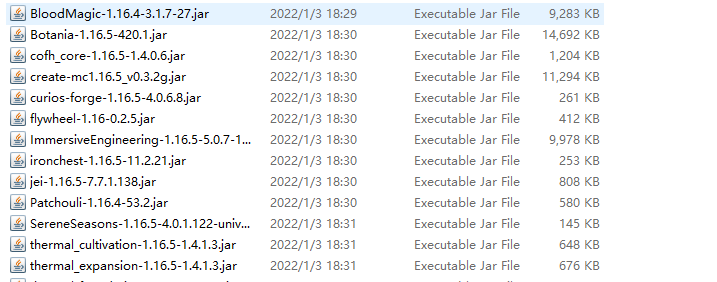 BloodMagic-1.16.4-3.1.7-27.jar 2022/1/3 18:29 Executable Jar File 9,283 KB
Botania-1.16.5-420.1.jar 2022/1/3 18:30 Executable Jar File 14,692 KB
cofh_core-1.16.5-1.4.0.6.jar 2022/1/3 18:30 Executable Jar File 1,204 KB
create-mc1.16.5_v0.3.2g.jar 2022/1/3 18:30 Executable Jar File 11,294 KB
curios-forge-1.16.5-4.0.6.8.jar 2022/1/3 18:30 Executable Jar File 261 KB
flywheel-1.16-0.2.5.jar 2022/1/3 18:30 Executable Jar File 412 KB
ImmersiveEngineering-1.16.5-5.0.7-1... 2022/1/3 18:30 Executable Jar File 9,978 KB
ironchest-1.16.5-11.2.21.jar 2022/1/3 18:30 Executable Jar File 253 KB
jei-1.16.5-7.7.1.138.jar 2022/1/3 18:30 Executable Jar File 808 KB
Patchouli-1.16.4-53.2.jar 2022/1/3 18:30 Executable Jar File 580 KB
SereneSeasons-1.16.5-4.0.1.122-univ... 2022/1/3 18:31 Executable Jar File 145 KB
thermal_cultivation-1.16.5-1.4.1.3.jar 2022/1/3 18:31 Executable Jar File 648 KB
thermal_expansion-1.16.5-1.4.1.3.jar 2022/1/3 18:31 Executable Jar File 676 KB